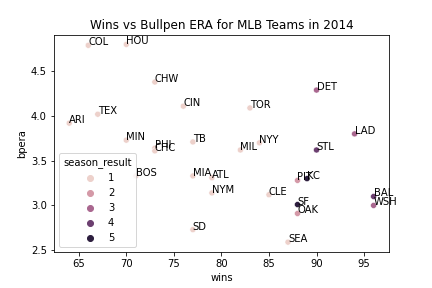 Wins vs Bullpen ERA for MLB Teams in 2014
COL
HOU
CHW
DET
CIN
TOR
TEX
ARI
LAD
MIN
PHI
CHC
TB
MIL
NYY
STL
BOS
MIA
ATL
PIT
KC
NYM
CLE
BAL
SF
WSH
OAK
SD
SEA
season_result
1
2
3
4
5
4.5
4.0
3.5
3.0
2.5
bpera
65
70
75
80
85
90
95
wins